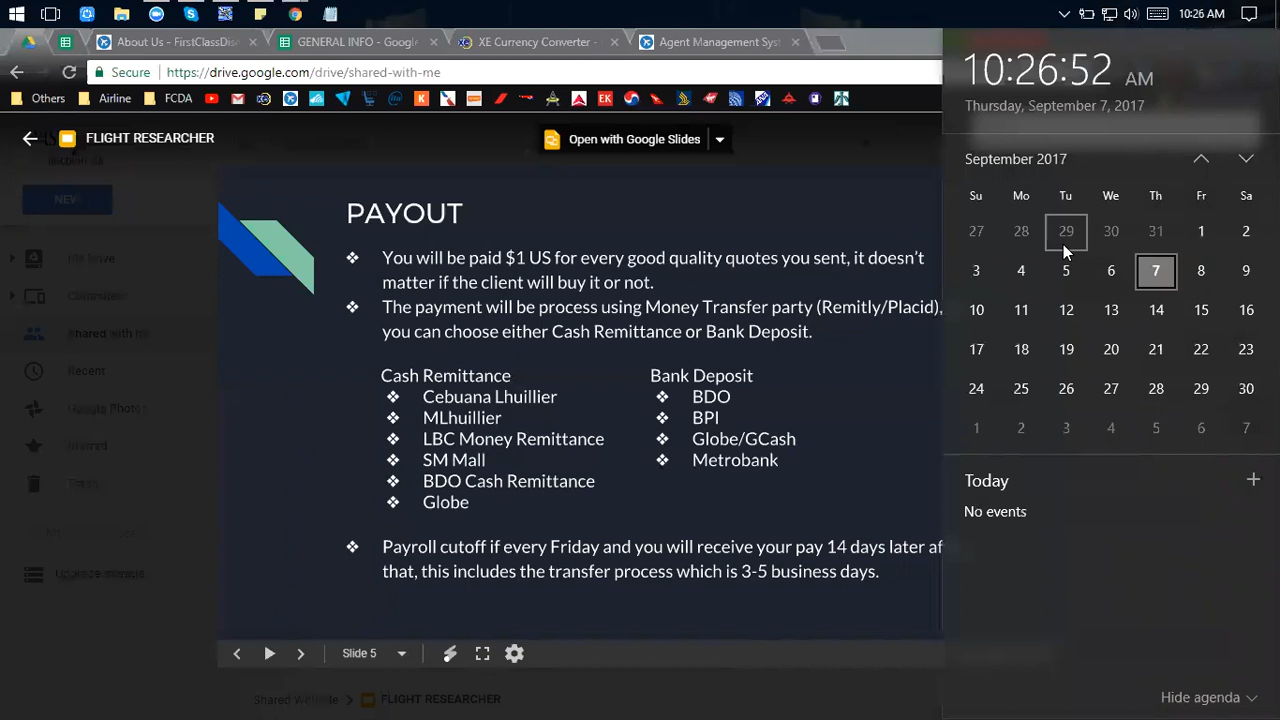 10:26 AM
About Us - FirstClassDis
GENERAL INFO - Google
XE Currency Converter -
Agent Management Sys
Secure
https://drive.google.com/drive/shared-with-me
Others
Airline
FCDA
FLIGHT RESEARCHER
Open with Google Slides
NEW
Shared with me
Recent
Google Photos
PAYOUT
❖ You will be paid $1 US for every good quality quotes you sent, it doesn't
matter if the client will buy it or not.
❖ The payment will be process using Money Transfer party (Remitly/Placid),
you can choose either Cash Remittance or Bank Deposit.
Cash Remittance
❖ Cebuana Lhuillier
❖ MLhuillier
❖ LBC Money Remittance
❖ SM Mall
❖ BDO Cash Remittance
❖ Globe
Bank Deposit
❖ BDO
❖ BPI
❖ Globe/GCash
❖ Metrobank
❖ Payroll cutoff if every Friday and you will receive your pay 14 days later af
that, this includes the transfer process which is 3-5 business days.
Slide 5
FLIGHT RESEARCHER
10:26:52 AM
Thursday, September 7, 2017
September 2017
Su Mo Tu We Th Fr Sa
27 28 29 30 31 1 2
3 4 5 6 7 8 9
10 11 12 13 14 15 16
17 18 19 20 21 22 23
24 25 26 27 28 29 30
1 2 3 4 5 6 7
Today
No events
Hide agenda